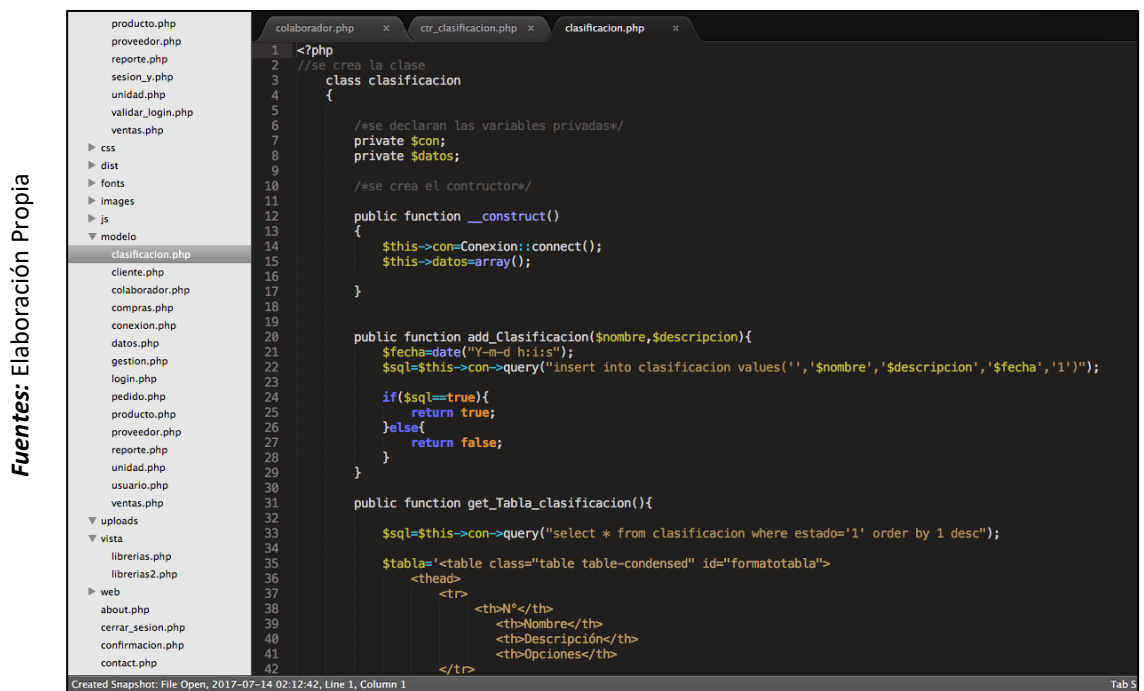 Fuentes: Elaboración Propia
producto.php
proveedor.php
reporte.php
sesion_y.php
unidad.php
validar_login.php
ventas.php
css
dist
fonts
images
js
modelo
clasificacion.php
cliente.php
colaborador.php
compras.php
conexion.php
datos.php
gestion.php
login.php
pedido.php
producto.php
proveedor.php
reporte.php
unidad.php
usuario.php
ventas.php
uploads
vista
librerias.php
librerias2.php
web
about.php
cerrar_sesion.php
confirmacion.php
contact.php
colaborador.php × ctr_clasificacion.php × clasificacion.php ×
1 <?php
2 //se crea la clase
3 class clasificacion
4 {
5
6 /*se declaran las variables privadas*/
7 private $con;
8 private $datos;
9
10 /*se crea el contructor*/
11
12 public function __construct()
13 {
14 $this->con=Conexion::connect();
15 $this->datos=array();
16
17 }
18
19
20 public function add_Clasificacion($nombre,$descripcion){
21 $fecha=date("Y-m-d h:i:s");
22 $sql=$this->con->query("insert into clasificacion values('','$nombre','$descripcion','$fecha','1')");
23
24 if($sql==true){
25 return true;
26 }else{
27 return false;
28 }
29 }
30
31 public function get_Tabla_clasificacion(){
32
33 $sql=$this->con->query("select * from clasificacion where estado='1' order by 1 desc");
34
35 $tabla='<table class="table table-condensed" id="formatotabla">
36 <thead>
37 <tr>
38 <th>N°</th>
39 <th>Nombre</th>
40 <th>Descripción</th>
41 <th>Opciones</th>
42 </tr>
Created Snapshot: File Open, 2017-07-14 02:12:42, Line 1, Column 1
Tab S